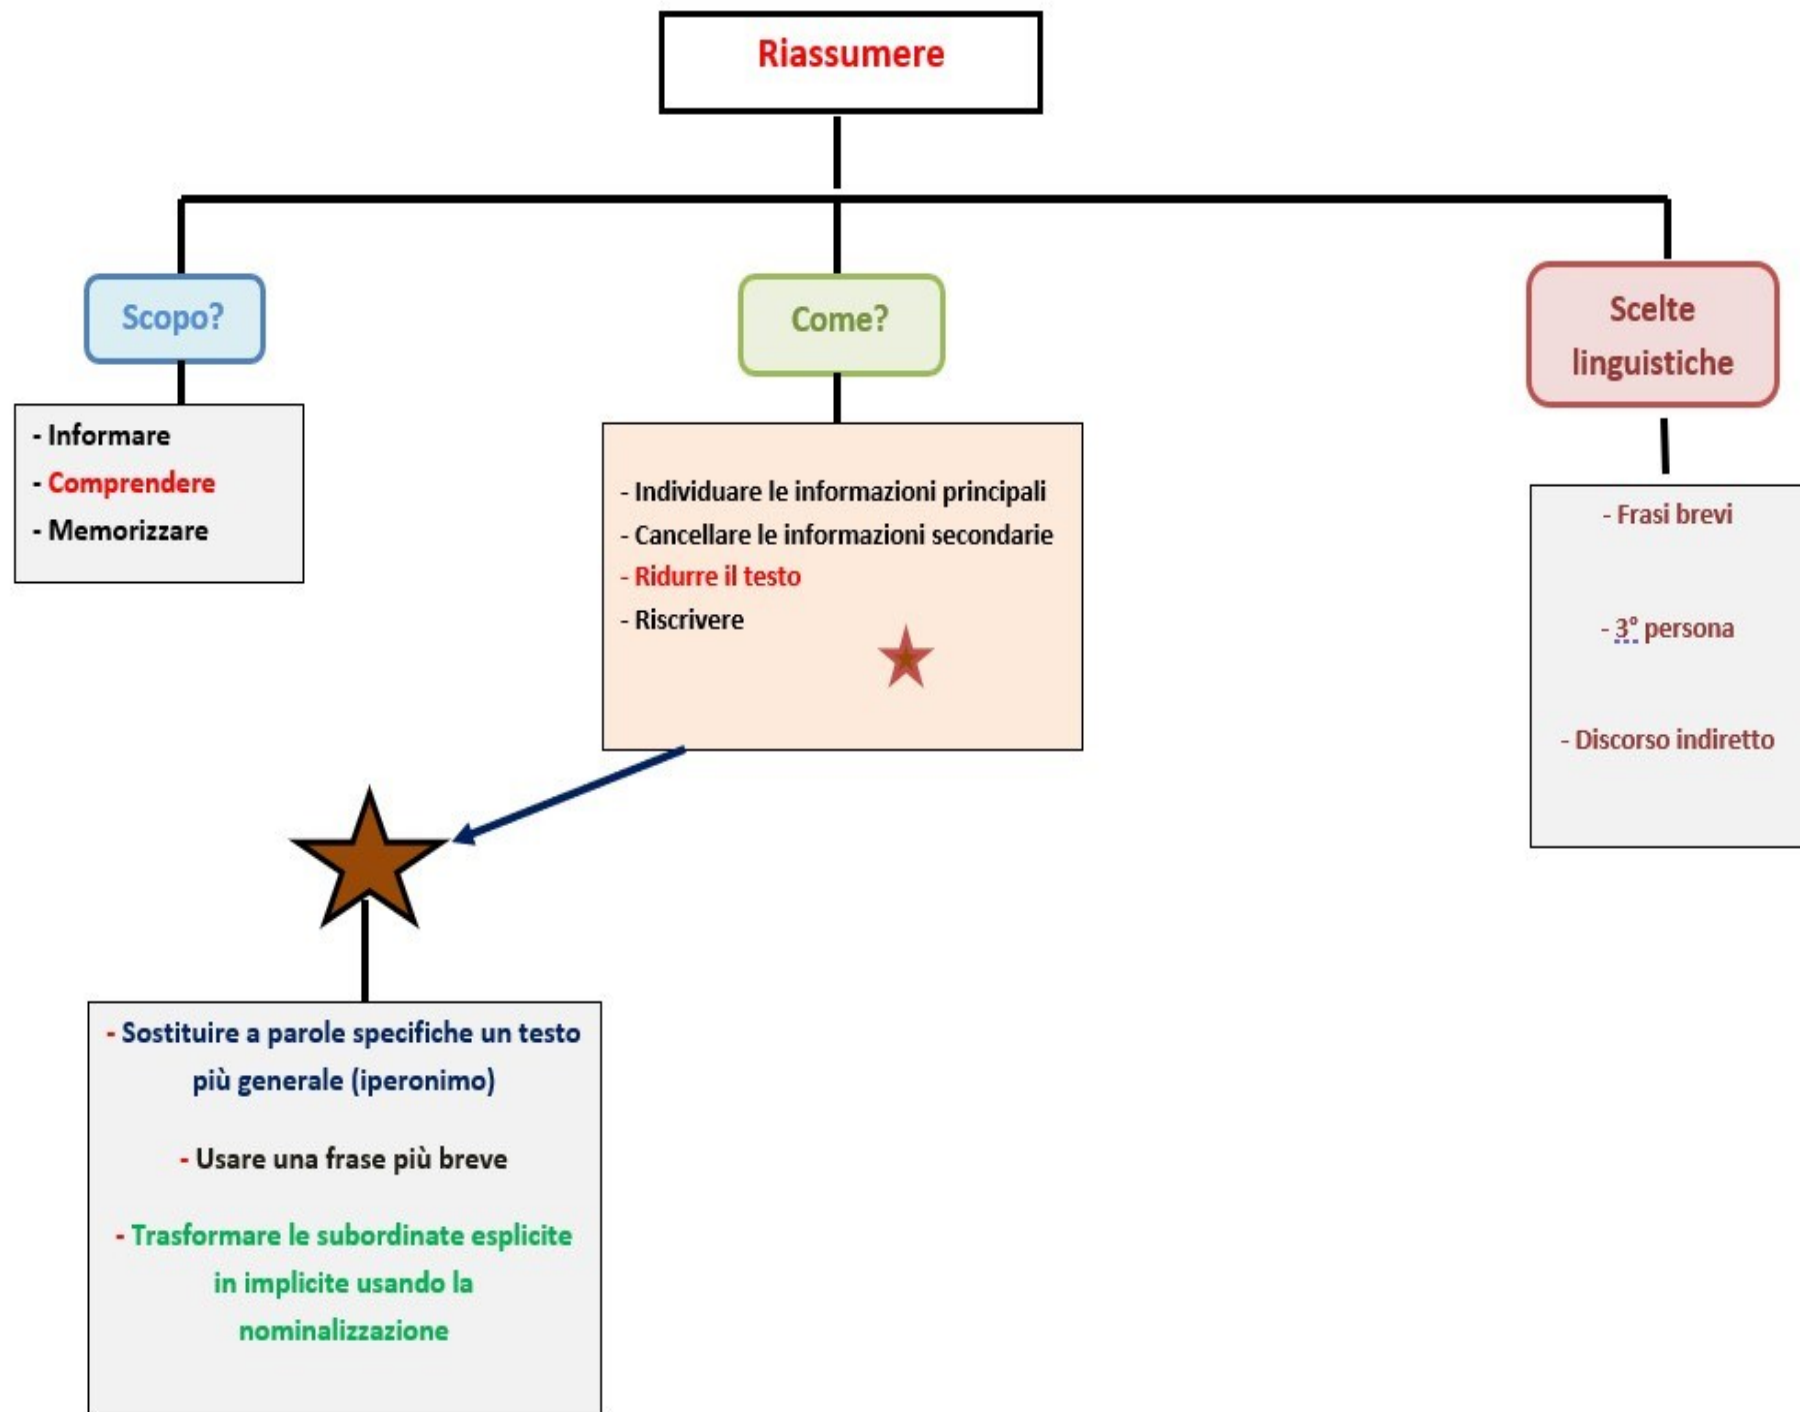 Riassumere
Scopo?
- Informare
- Comprendere
- Memorizzare
Come?
- Individuare le informazioni principali
- Cancellare le informazioni secondarie
- Ridurre il testo
- Riscrivere
Scelte
linguistiche
- Frasi brevi
- 3° persona
- Discorso indiretto
- Sostituire a parole specifiche un testo
più generale (iperonimo)
- Usare una frase più breve
- Trasformare le subordinate esplicite
in implicite usando la
nominalizzazione